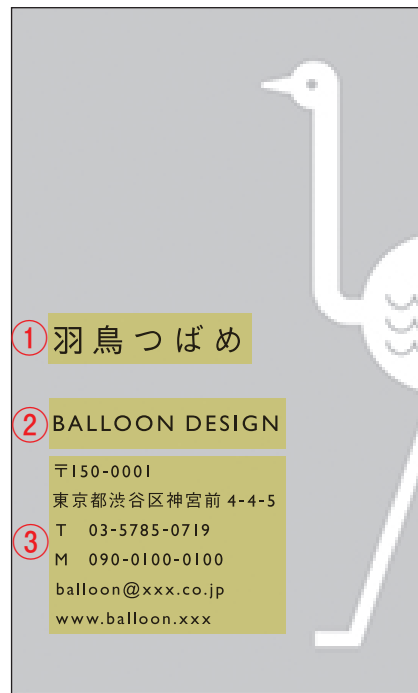 ① 羽鳥つばめ
② BALLOON DESIGN
③
〒150-0001
東京都渋谷区神宮前 4-4-5
T 03-5785-0719
M 090-0100-0100
balloon@xxx.co.jp
www.balloon.xxx